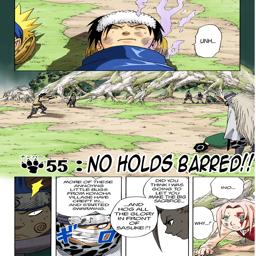 UNH...
55 : NO HOLDS BARRED!!
MORE OF THESE
ANNOYING
LITTLE BUGS
FROM KONOHA
VILLAGE HAVE
CREPT IN...
AND STARTED
SWARMING.
DID YOU
THINK I WAS
GOING TO
LET YOU
MAKE THE BIG
SACRIFICE...
AND HOG ALL
THE GLORY
IN FRONT
OF
SASUKE?!
INO...
WHY...?